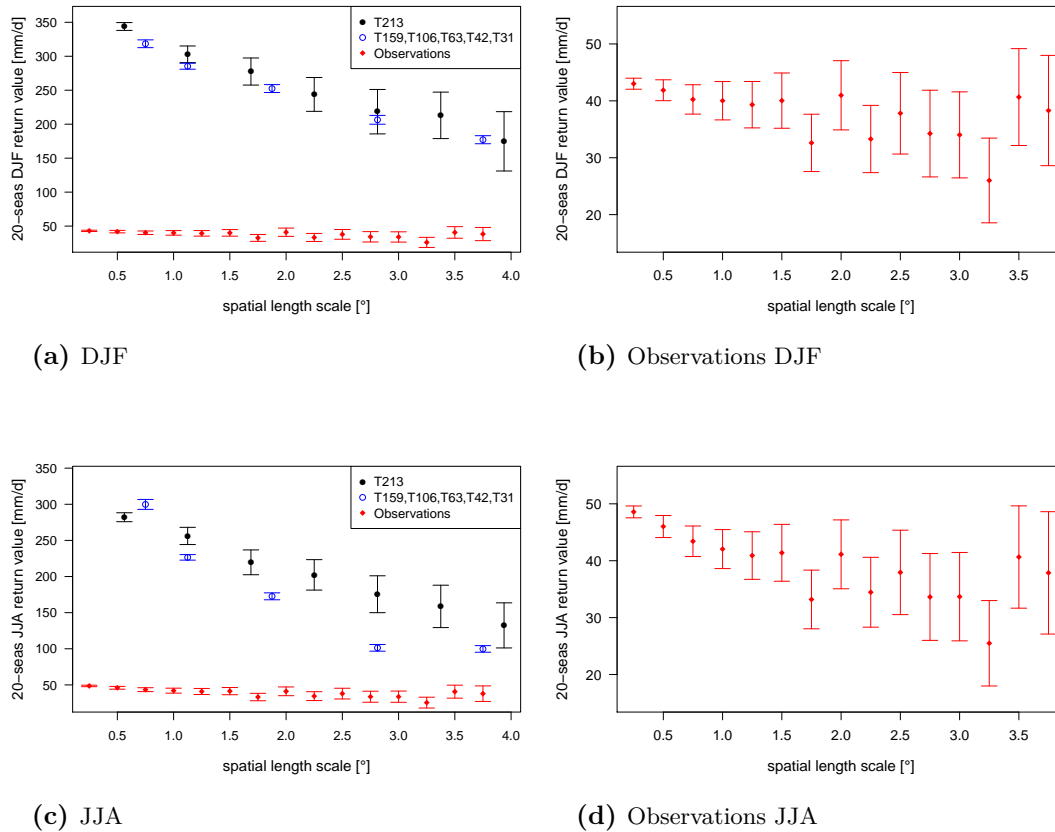 350
300
250
200
150
100
50
20−seas DJF return value [mm/d]
T213
T159,T106,T63,T42,T31
Observations
0.5 1.0 1.5 2.0 2.5 3.0 3.5 4.0
spatial length scale [°]
(a) DJF
50
40
30
20
20−seas DJF return value [mm/d]
0.5 1.0 1.5 2.0 2.5 3.0 3.5
spatial length scale [°]
(b) Observations DJF
350
300
250
200
150
100
50
20−seas JJA return value [mm/d]
T213
T159,T106,T63,T42,T31
Observations
0.5 1.0 1.5 2.0 2.5 3.0 3.5 4.0
spatial length scale [°]
(c) JJA
50
40
30
20
20−seas JJA return value [mm/d]
0.5 1.0 1.5 2.0 2.5 3.0 3.5
spatial length scale [°]
(d) Observations JJA